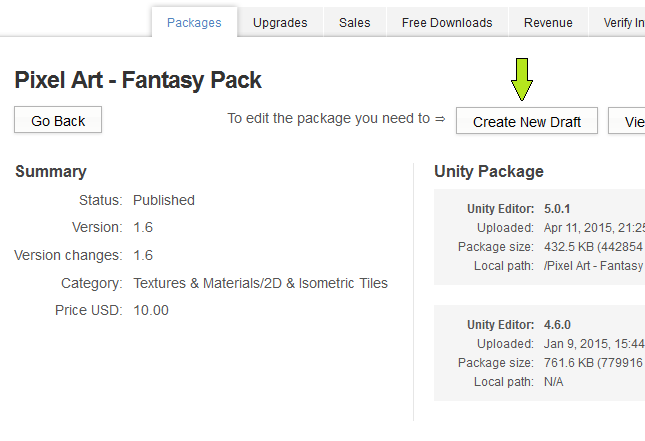 Packages Upgrades Sales Free Downloads Revenue Verify In
Pixel Art - Fantasy Pack
Go Back To edit the package you need to ⇒ Create New Draft Vie
Summary
Status: Published
Version: 1.6
Version changes: 1.6
Category: Textures & Materials/2D & Isometric Tiles
Price USD: 10.00
Unity Package
Unity Editor: 5.0.1
Uploaded: Apr 11, 2015, 21:25
Package size: 432.5 KB (442854
Local path: /Pixel Art - Fantasy
Unity Editor: 4.6.0
Uploaded: Jan 9, 2015, 15:44
Package size: 761.6 KB (779916
Local path: N/A